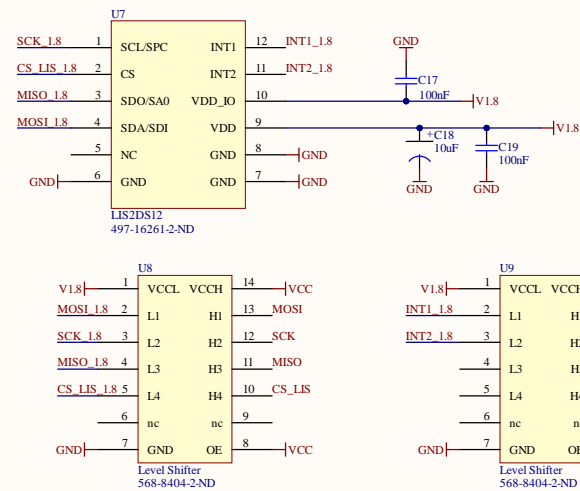 U7
SCK_1.8 1 SCL/SPC INT1 12 INT1_1.8
CS_LIS_1.8 2 CS INT2 11 INT2_1.8
MISO_1.8 3 SDO/SA0 VDD_IO 10 V1.8
MOSI_1.8 4 SDA/SDI VDD 9 V1.8
5 NC GND 8 GND
GND 6 GND GND 7 GND
LIS2DS12
497-16261-2-ND
GND
C17
100nF
+C18
10uF
GND
C19
100nF
GND
U8
V1.8 1 VCCL VCCH 14 VCC
MOSI_1.8 2 L1 H1 13 MOSI
SCK_1.8 3 L2 H2 12 SCK
MISO_1.8 4 L3 H3 11 MISO
CS_LIS_1.8 5 L4 H4 10 CS_LIS
6 nc nc 9
GND 7 GND OE 8 VCC
Level Shifter
568-8404-2-ND
U9
V1.8 1 VCCL VCCH
INT1_1.8 2 L1
INT2_1.8 3 L2
4 L3
5 L4
6 nc
GND 7 GND OE
Level Shifter
568-8404-2-ND